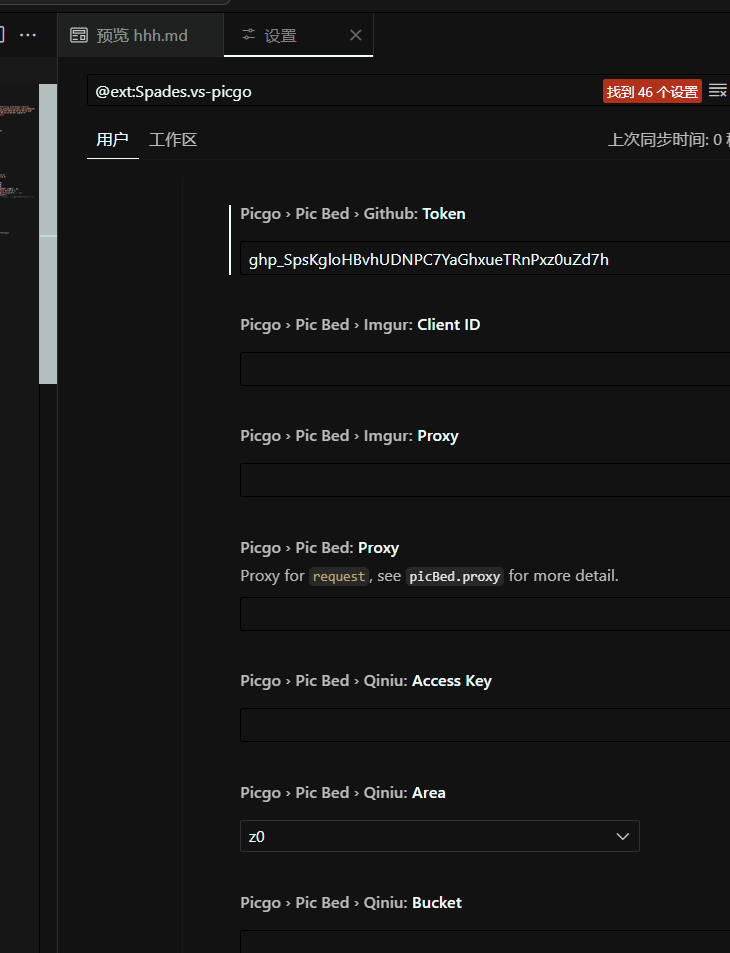 预览 hhh.md
设置
@ext:Spades.vs-picgo
找到 46 个设置
用户
工作区
上次同步时间: 0
Picgo › Pic Bed › Github: Token
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
Picgo › Pic Bed › Imgur: Client ID
Picgo › Pic Bed › Imgur: Proxy
Picgo › Pic Bed: Proxy
Proxy for request, see picBed.proxy for more detail.
Picgo › Pic Bed › Qiniu: Access Key
Picgo › Pic Bed › Qiniu: Area
z0
Picgo › Pic Bed › Qiniu: Bucket